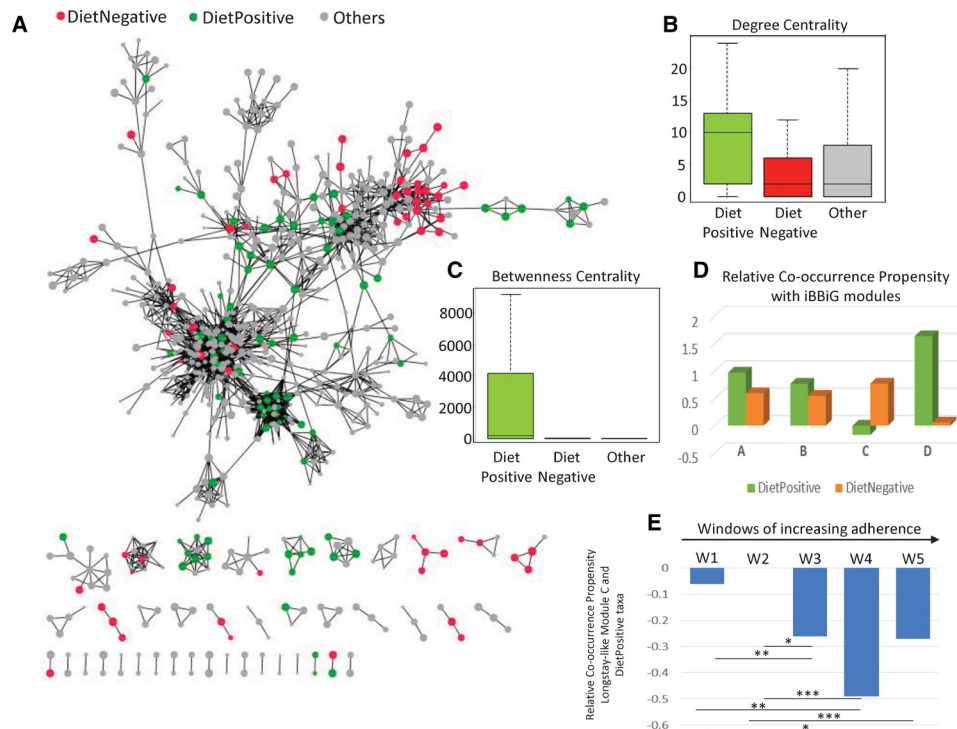 A
DietNegative DietPositive Others
B
Degree Centrality
20
15
10
5
0
Diet Positive
Diet Negative
Other
C
Betwenness Centrality
8000
6000
4000
2000
0
Diet Positive
Diet Negative
Other
D
Relative Co-occurrence Propensity
with iBBiG modules
2
1.5
1
0.5
0
-0.5
A B C D
DietPositive DietNegative
E
Windows of increasing adherence
W1 W2 W3 W4 W5
Relative Co-occurrence Propensity
Longstay-like Module C and
DietPositive taxa
0
-0.1
-0.2
-0.3
-0.4
-0.5
-0.6
*
**
***
**
***
*